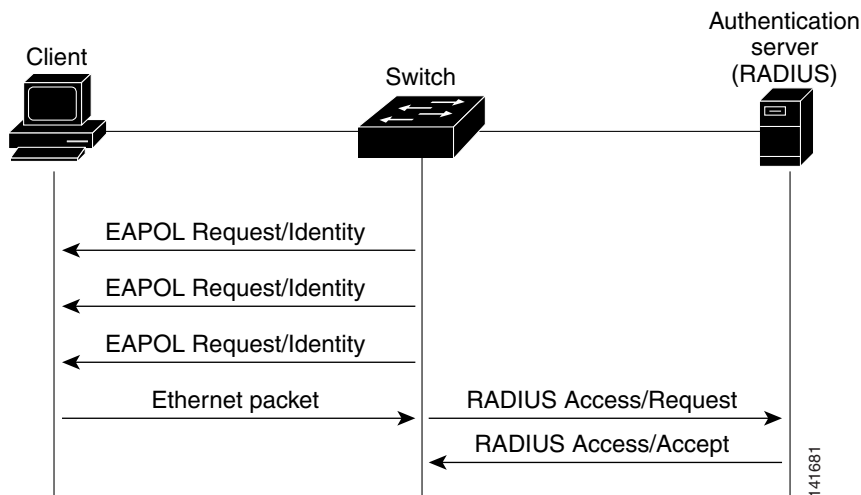 Authentication
server
(RADIUS)
Client
Switch
EAPOL Request/Identity
EAPOL Request/Identity
EAPOL Request/Identity
Ethernet packet
RADIUS Access/Request
RADIUS Access/Accept
141681